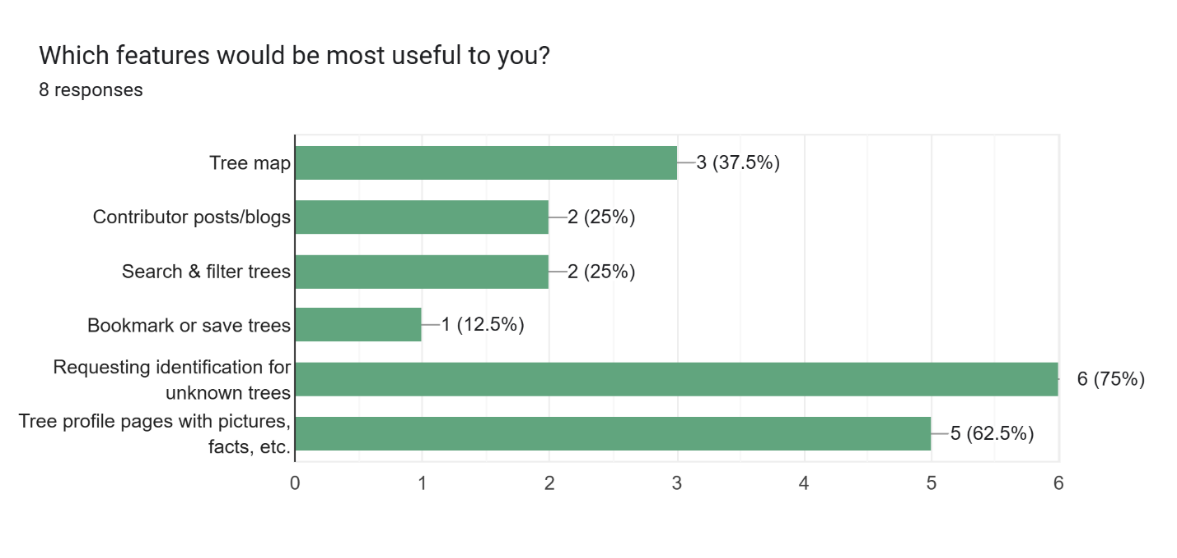 Which features would be most useful to you?
8 responses
Tree map
3 (37.5%)
Contributor posts/blogs
2 (25%)
Search & filter trees
2 (25%)
Bookmark or save trees
1 (12.5%)
Requesting identification for
unknown trees
6 (75%)
Tree profile pages with pictures,
facts, etc.
5 (62.5%)
0 1 2 3 4 5 6